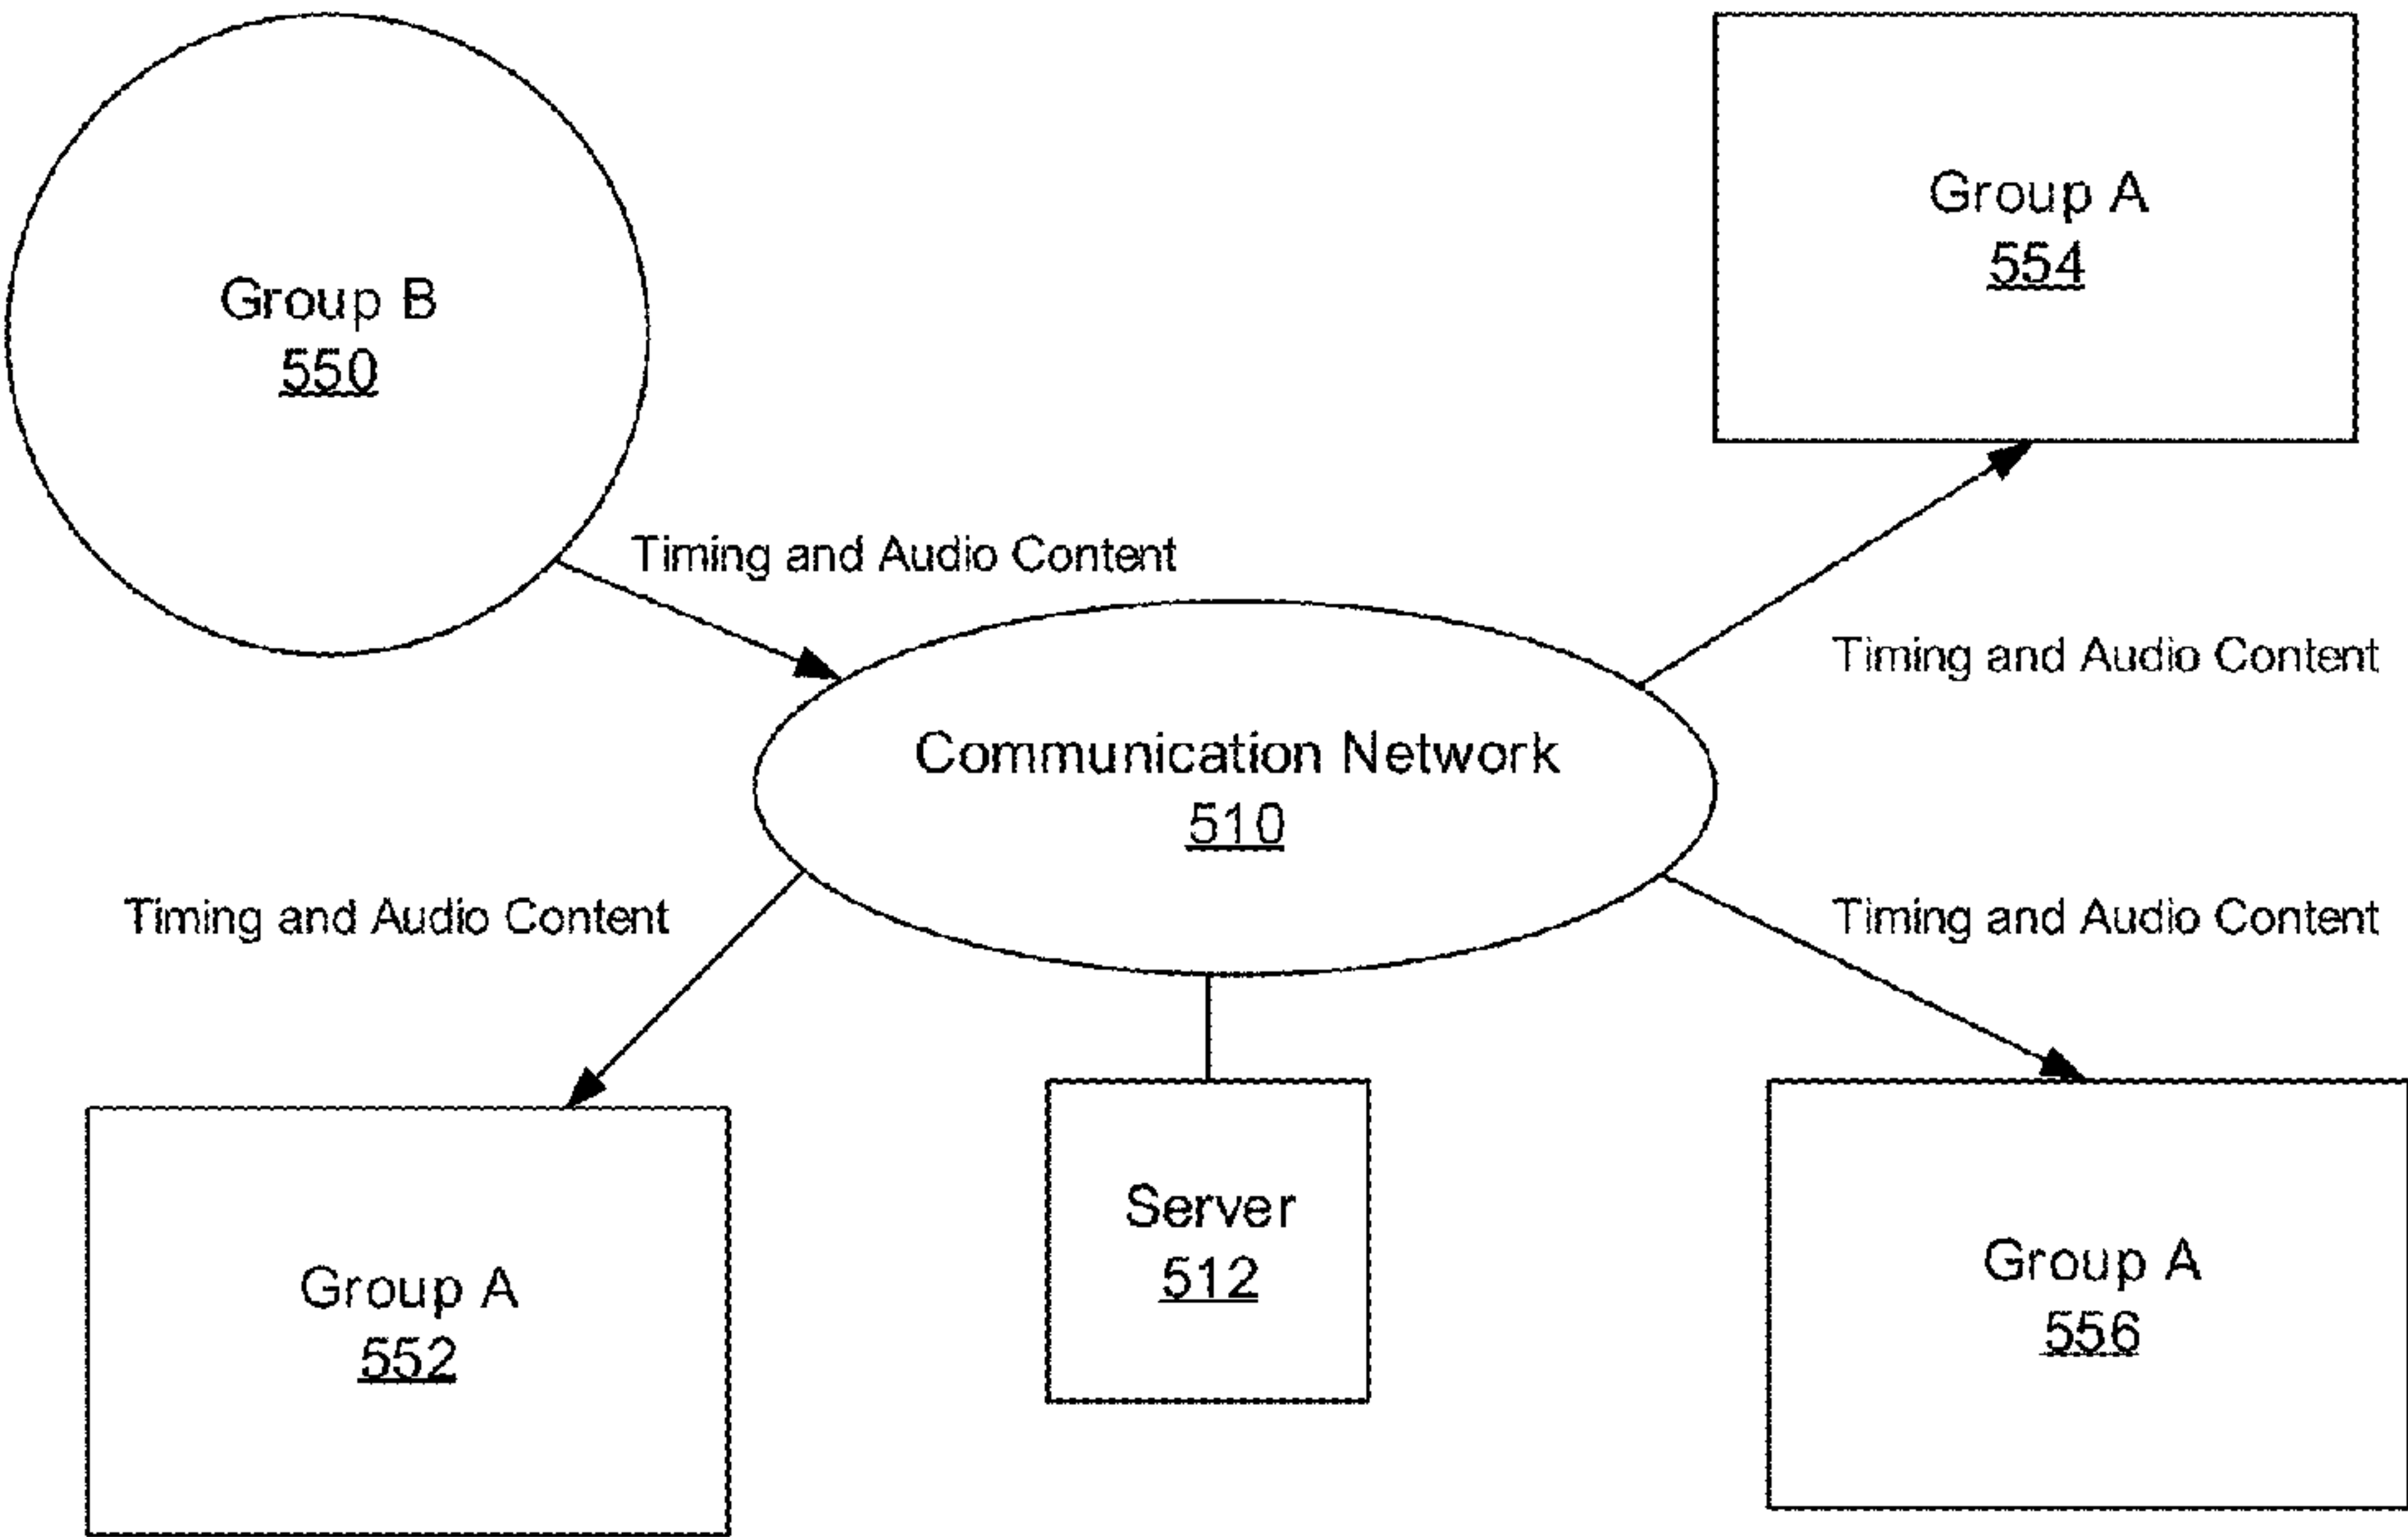 Group B
550
Group A
554
Timing and Audio Content
Timing and Audio Content
Communication Network
510
Timing and Audio Content
Timing and Audio Content
Server
512
Group A
552
Group A
556